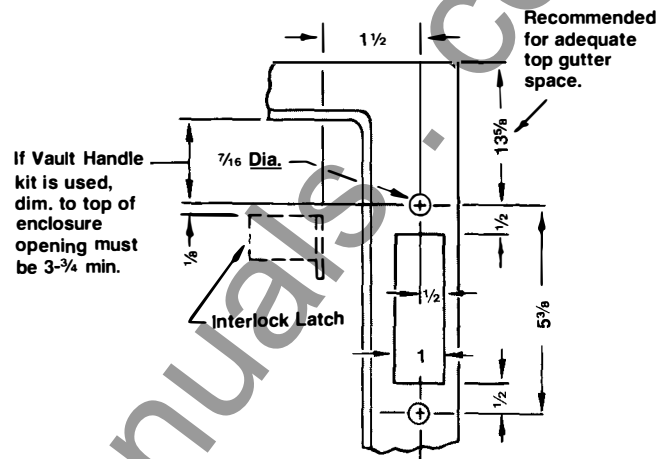 Recommended
for adequate
top gutter
space.
1½
13⅝
If Vault Handle
kit is used,
dim. to top of
enclosure
opening must
be 3-¾ min.
⁷⁄₁₆ Dia.
½
⅛
Interlock Latch
½
5⅜
1
½
nuals.co